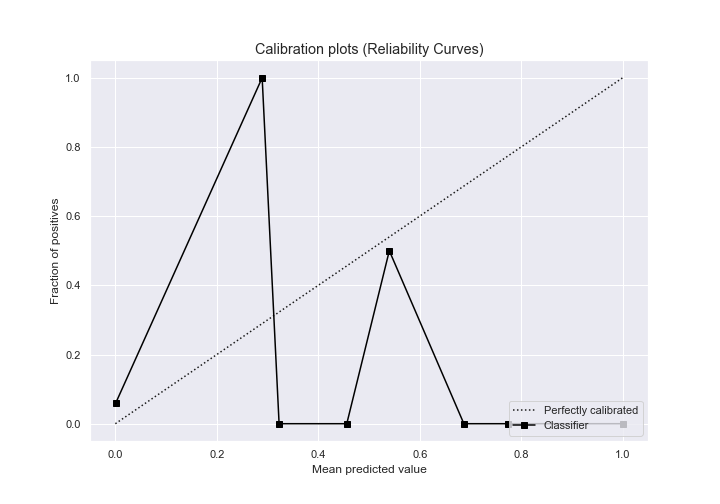 Calibration plots (Reliability Curves)
1.0
0.8
0.6
0.4
0.2
0.0
Fraction of positives
0.0 0.2 0.4 0.6 0.8 1.0
Mean predicted value
Perfectly calibrated
Classifier